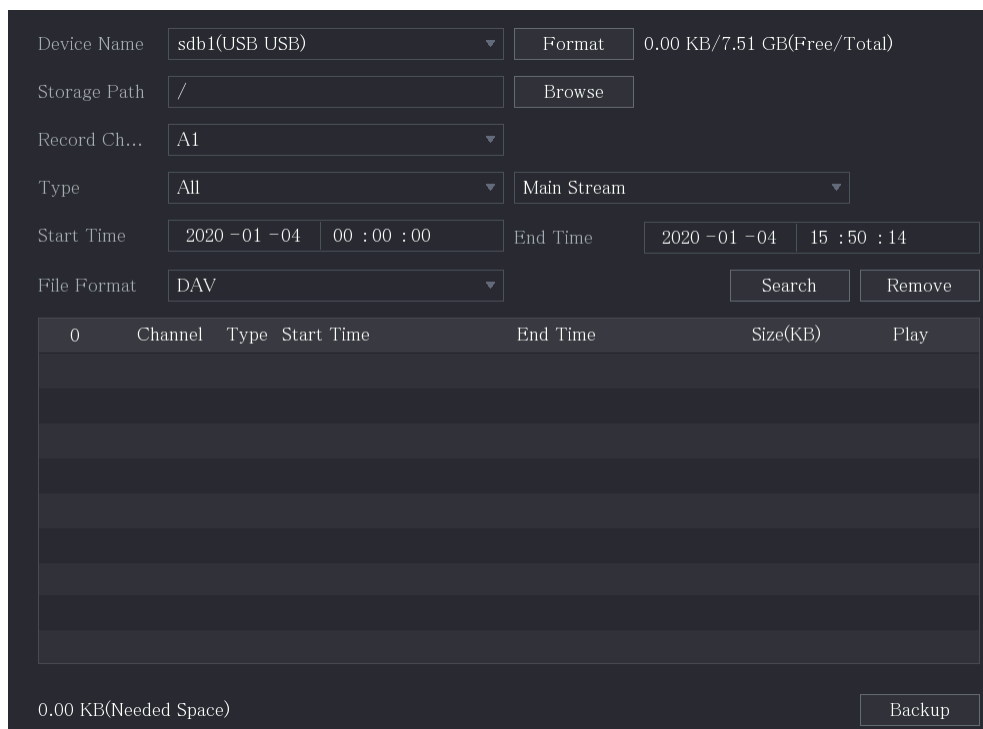 Device Name sdb1(USB USB) Format 0.00 KB/7.51 GB(Free/Total)
Storage Path / Browse
Record Ch... A1
Type All Main Stream
Start Time 2020 -01 -04 00 :00 :00 End Time 2020 -01 -04 15 :50 :14
File Format DAV Search Remove
0 Channel Type Start Time End Time Size(KB) Play
0.00 KB(Needed Space) Backup